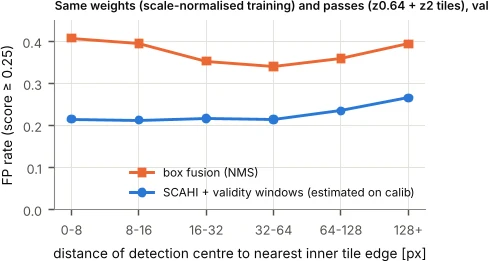 Same weights (scale-normalised training) and passes (z0.64 + z2 tiles), val
FP rate (score ≥ 0.25)
0.4
0.3
0.2
0.1
0.0
box fusion (NMS)
SCAHI + validity windows (estimated on calib)
0-8 8-16 16-32 32-64 64-128 128+
distance of detection centre to nearest inner tile edge [px]